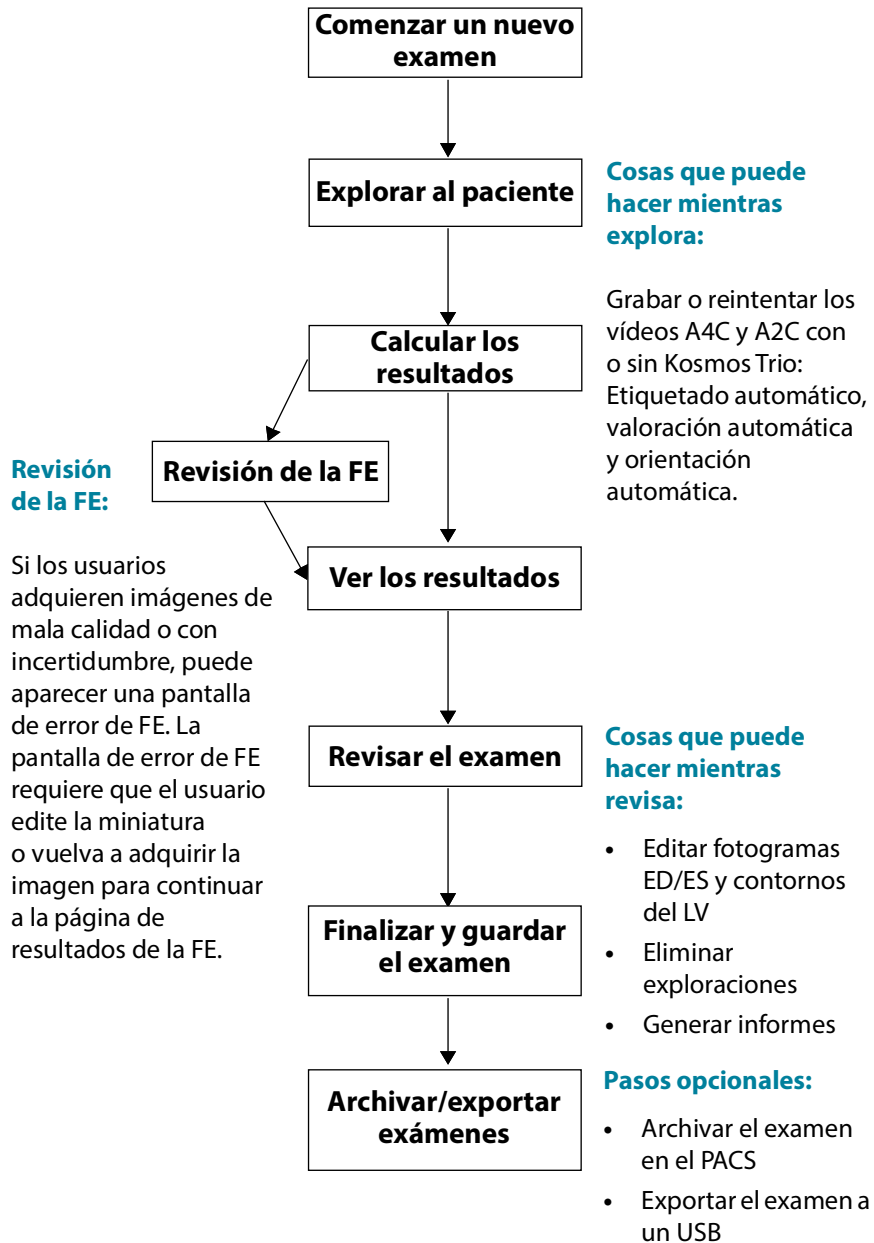 Comenzar un nuevo
examen
Explorar al paciente
Cosas que puede
hacer mientras
explora:
Grabar o reintentar los
vídeos A4C y A2C con
o sin Kosmos Trio:
Etiquetado automático,
valoración automática
y orientación
automática.
Calcular los
resultados
Revisión de la FE
Revisión
de la FE:
Si los usuarios
adquieren imágenes de
mala calidad o con
incertidumbre, puede
aparecer una pantalla
de error de FE. La
pantalla de error de FE
requiere que el usuario
edite la miniatura
o vuelva a adquirir la
imagen para continuar
a la página de
resultados de la FE.
Ver los resultados
Revisar el examen
Cosas que puede
hacer mientras
revisa:
• Editar fotogramas
ED/ES y contornos
del LV
• Eliminar
exploraciones
• Generar informes
Finalizar y guardar
el examen
Archivar/exportar
exámenes
Pasos opcionales:
• Archivar el examen
en el PACS
• Exportar el examen a
un USB